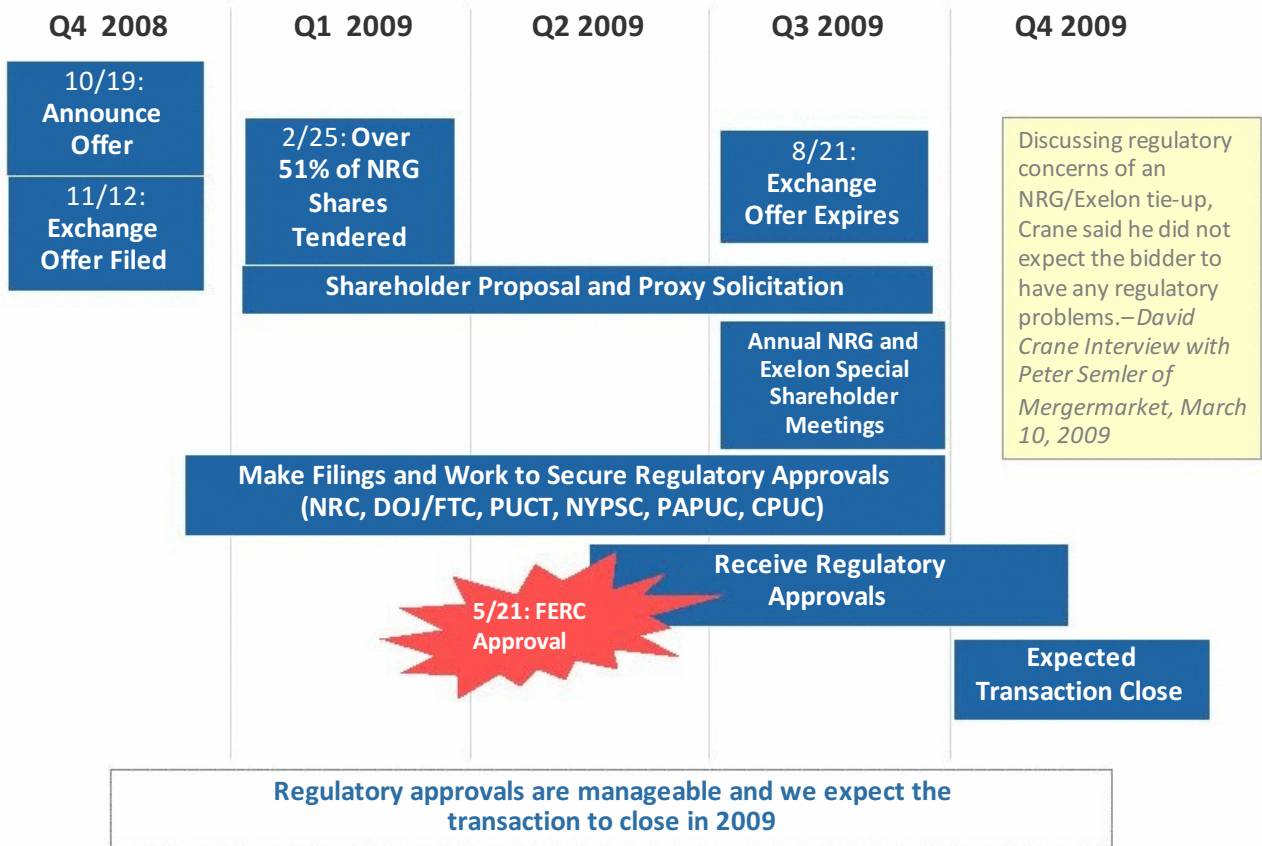 Q4 2008
Q1 2009
Q2 2009
Q3 2009
Q4 2009
10/19:
Announce
Offer
11/12:
Exchange
Offer Filed
2/25: Over
51% of NRG
Shares
Tendered
8/21:
Exchange
Offer Expires
Discussing regulatory
concerns of an
NRG/Exelon tie-up,
Crane said he did not
expect the bidder to
have any regulatory
problems.–David
Crane Interview with
Peter Semler of
Mergermarket, March
10, 2009
Shareholder Proposal and Proxy Solicitation
Annual NRG and
Exelon Special
Shareholder
Meetings
Make Filings and Work to Secure Regulatory Approvals
(NRC, DOJ/FTC, PUCT, NYPSC, PAPUC, CPUC)
Receive Regulatory
Approvals
5/21: FERC
Approval
Expected
Transaction Close
Regulatory approvals are manageable and we expect the
transaction to close in 2009